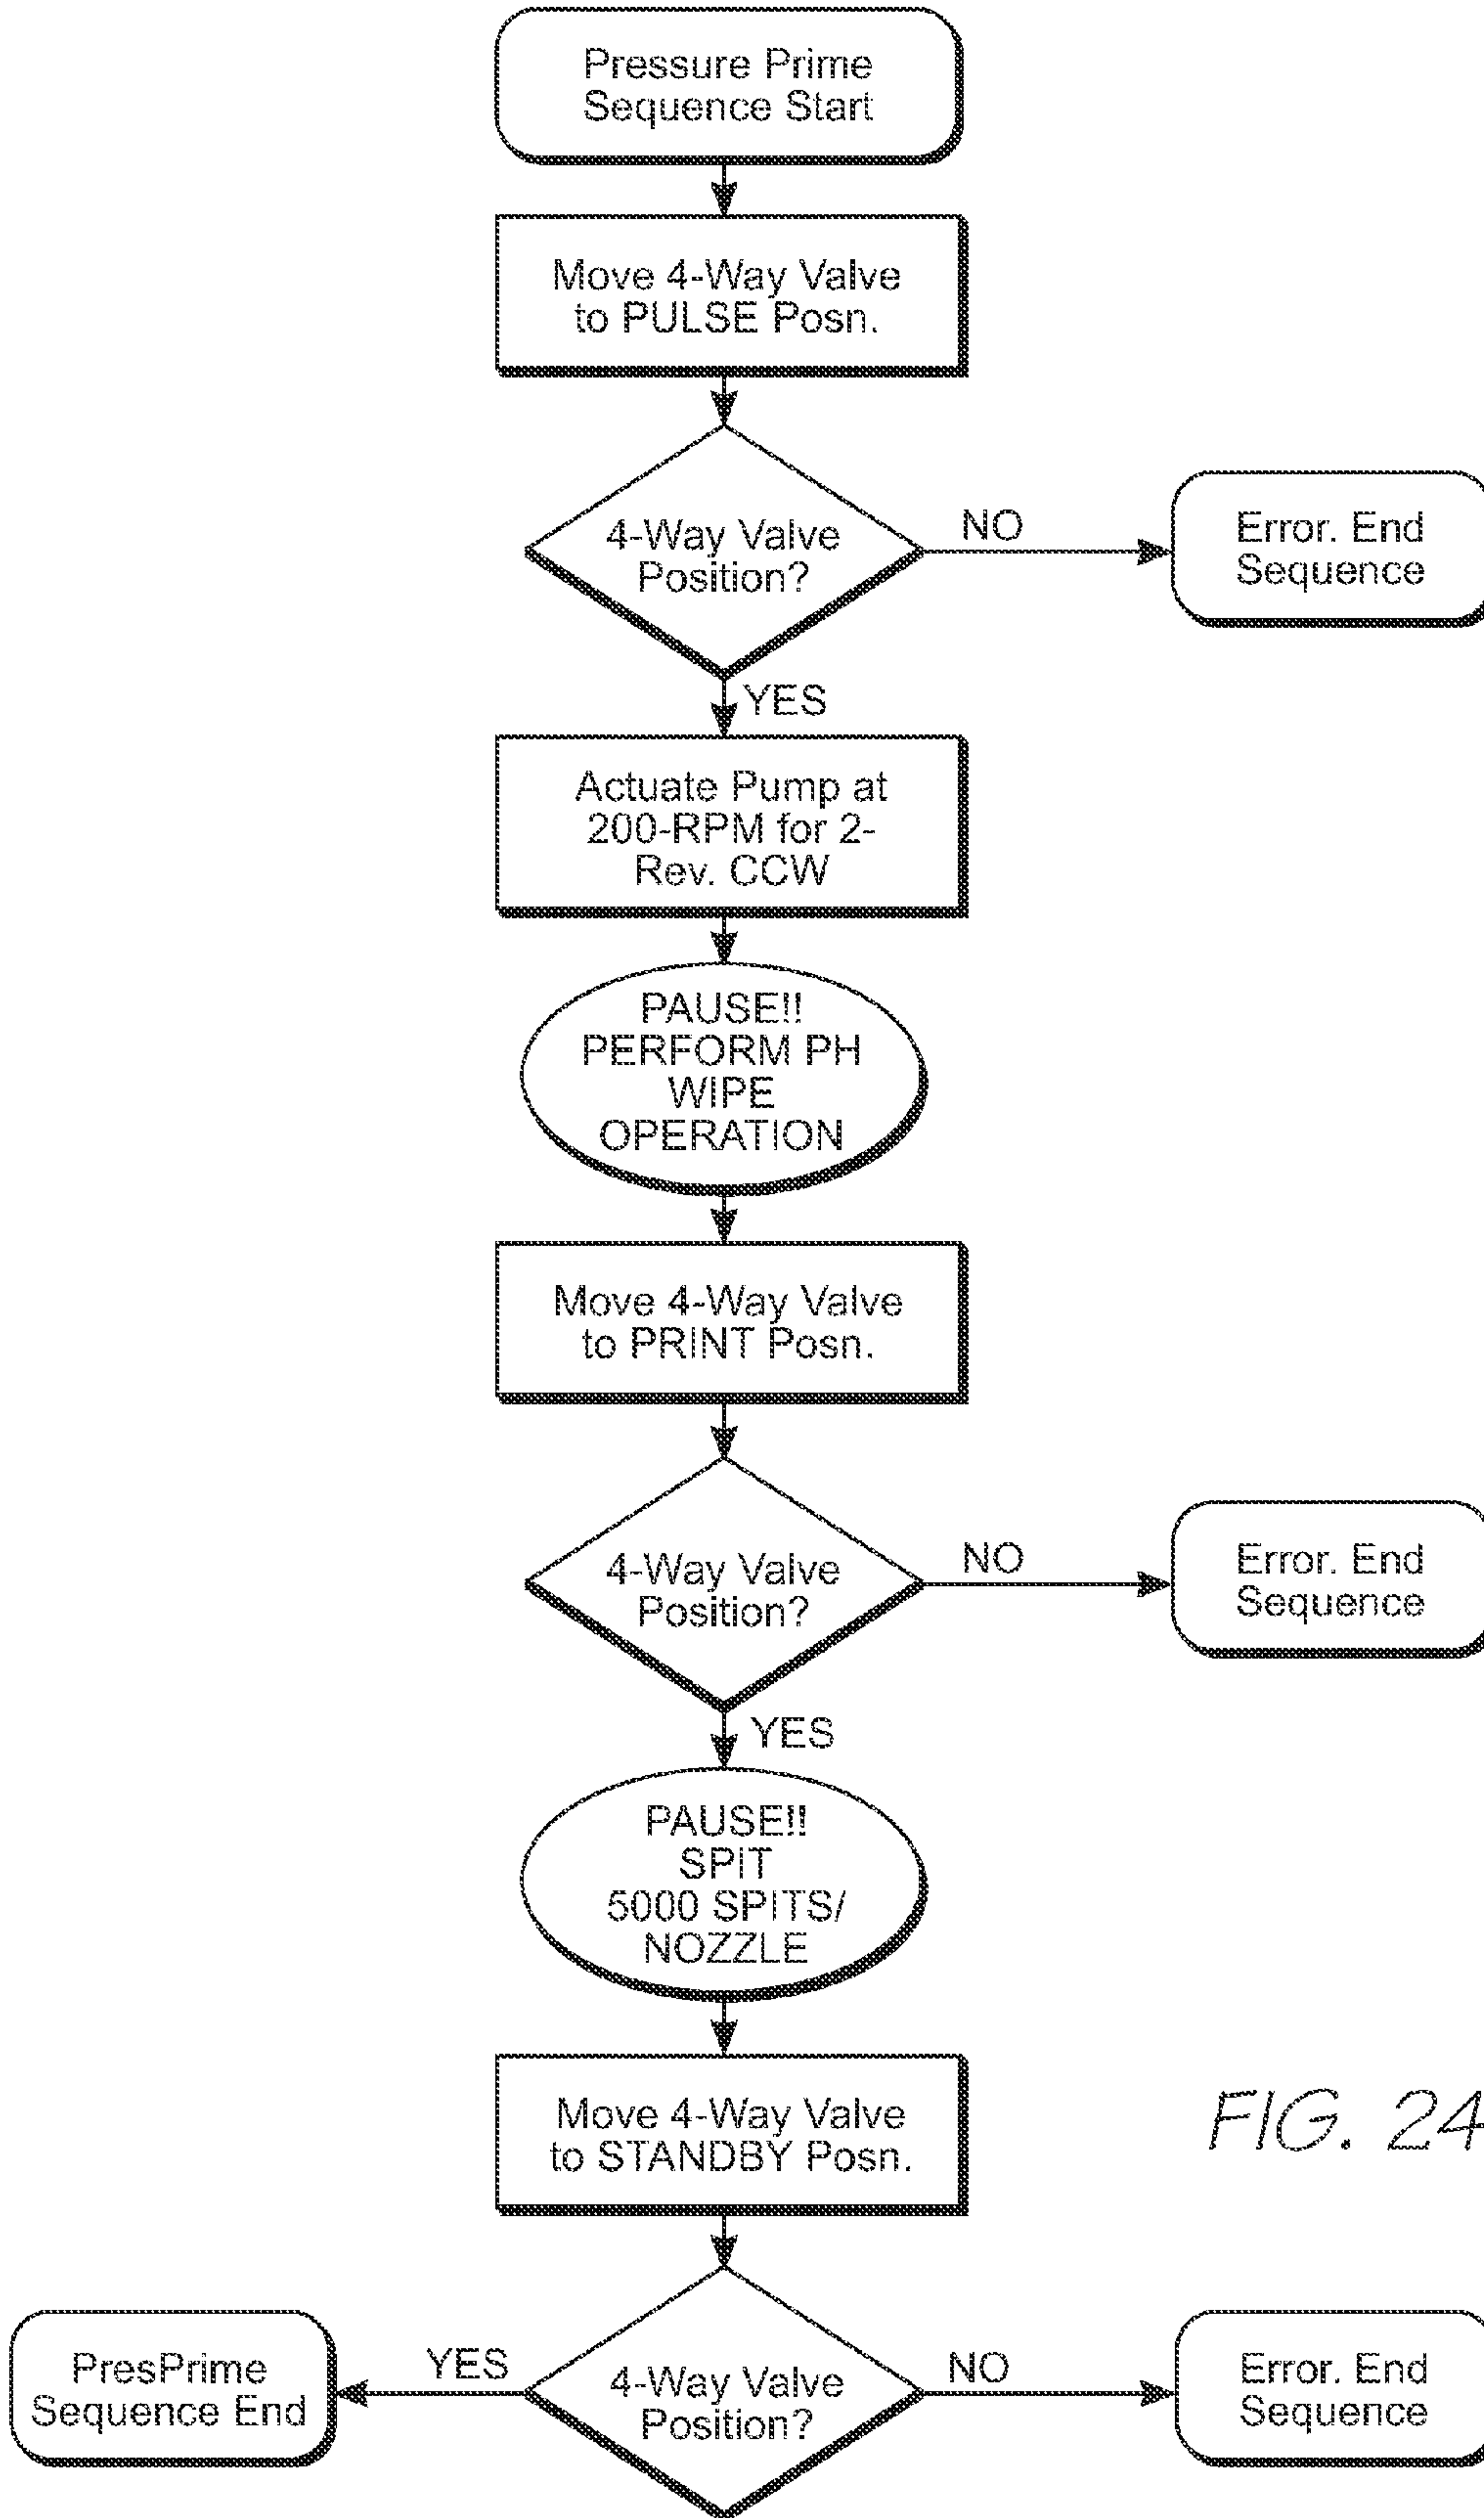 Pressure Prime
Sequence Start
Move 4-Way Valve
to PULSE Posn.
4-Way Valve
Position?
NO
Error. End
Sequence
YES
Actuate Pump at
200-RPM for 2-
Rev. CCW
PAUSE!!
PERFORM PH
WIPE
OPERATION
Move 4-Way Valve
to PRINT Posn.
4-Way Valve
Position?
NO
Error. End
Sequence
YES
PAUSE!!
SPIT
5000 SPITS/
NOZZLE
Move 4-Way Valve
to STANDBY Posn.
FIG. 24
4-Way Valve
Position?
YES
PresPrime
Sequence End
NO
Error. End
Sequence